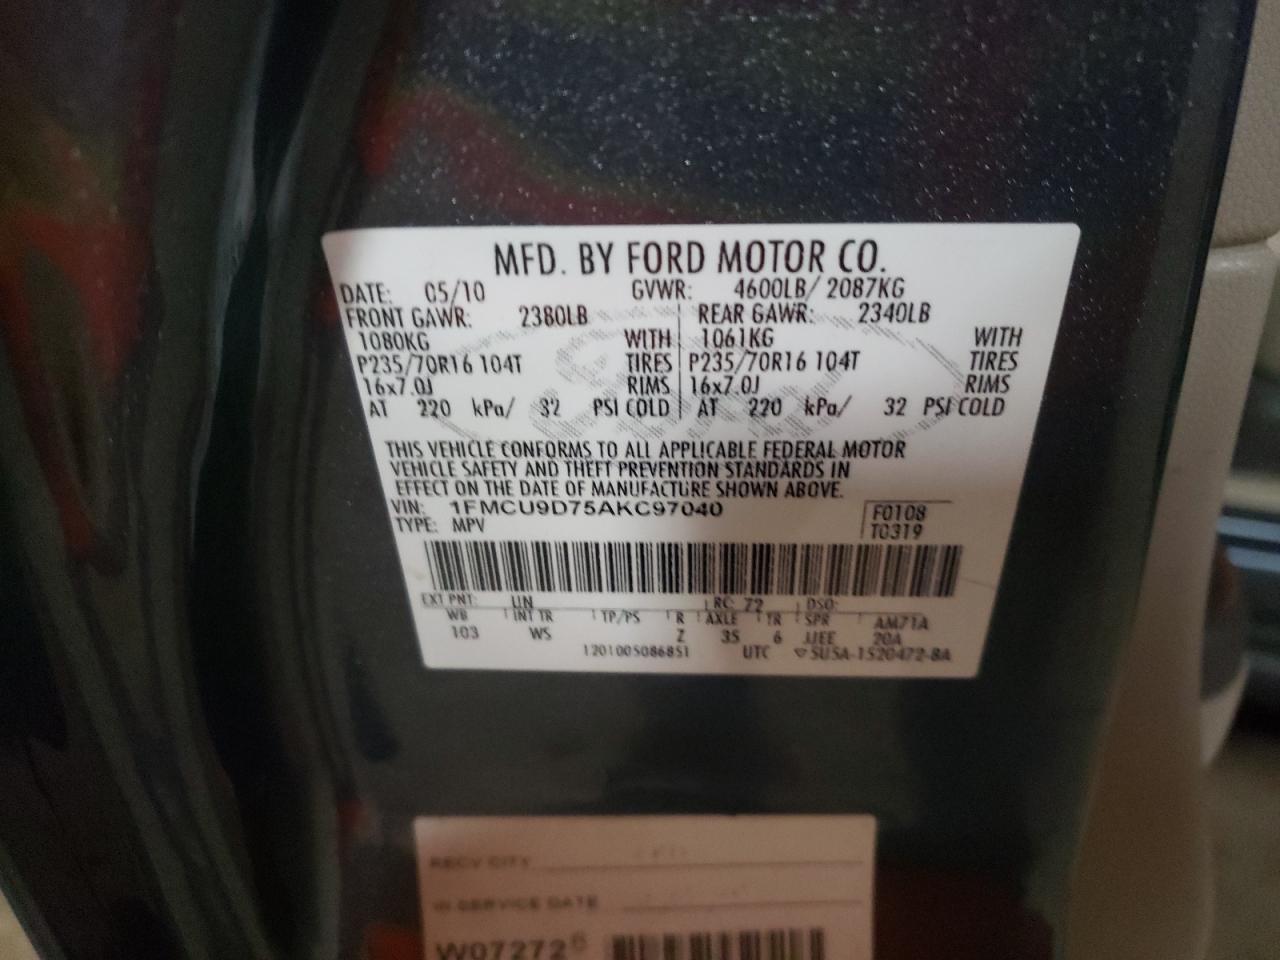 MFD. BY FORD MOTOR CO.
DATE: 05/10 GVWR: 4600LB/ 2087KG
FRONT GAWR: 2380LB REAR GAWR: 2340LB
1080KG WITH 1061KG WITH
P235/70R16 104T TIRES P235/70R16 104T TIRES
16x7.0J RIMS 16x7.0J RIMS
AT 220 kPa/ 32 PSI COLD AT 220 kPa/ 32 PSI COLD
THIS VEHICLE CONFORMS TO ALL APPLICABLE FEDERAL MOTOR
VEHICLE SAFETY AND THEFT PREVENTION STANDARDS IN
EFFECT ON THE DATE OF MANUFACTURE SHOWN ABOVE.
VIN: 1FMCU9D75AKC97040
F0108
TYPE: MPV
T0319
EXT PNT: UN RC: 72 DSO:
WB INT TR TP/PS R AXLE TR SPR AM71A
103 WS Z 35 6 JJEE 20A
1201005086851 UTC 5U5A-1520472-BA
RECV CITY
IN SERVICE DATE
W072726